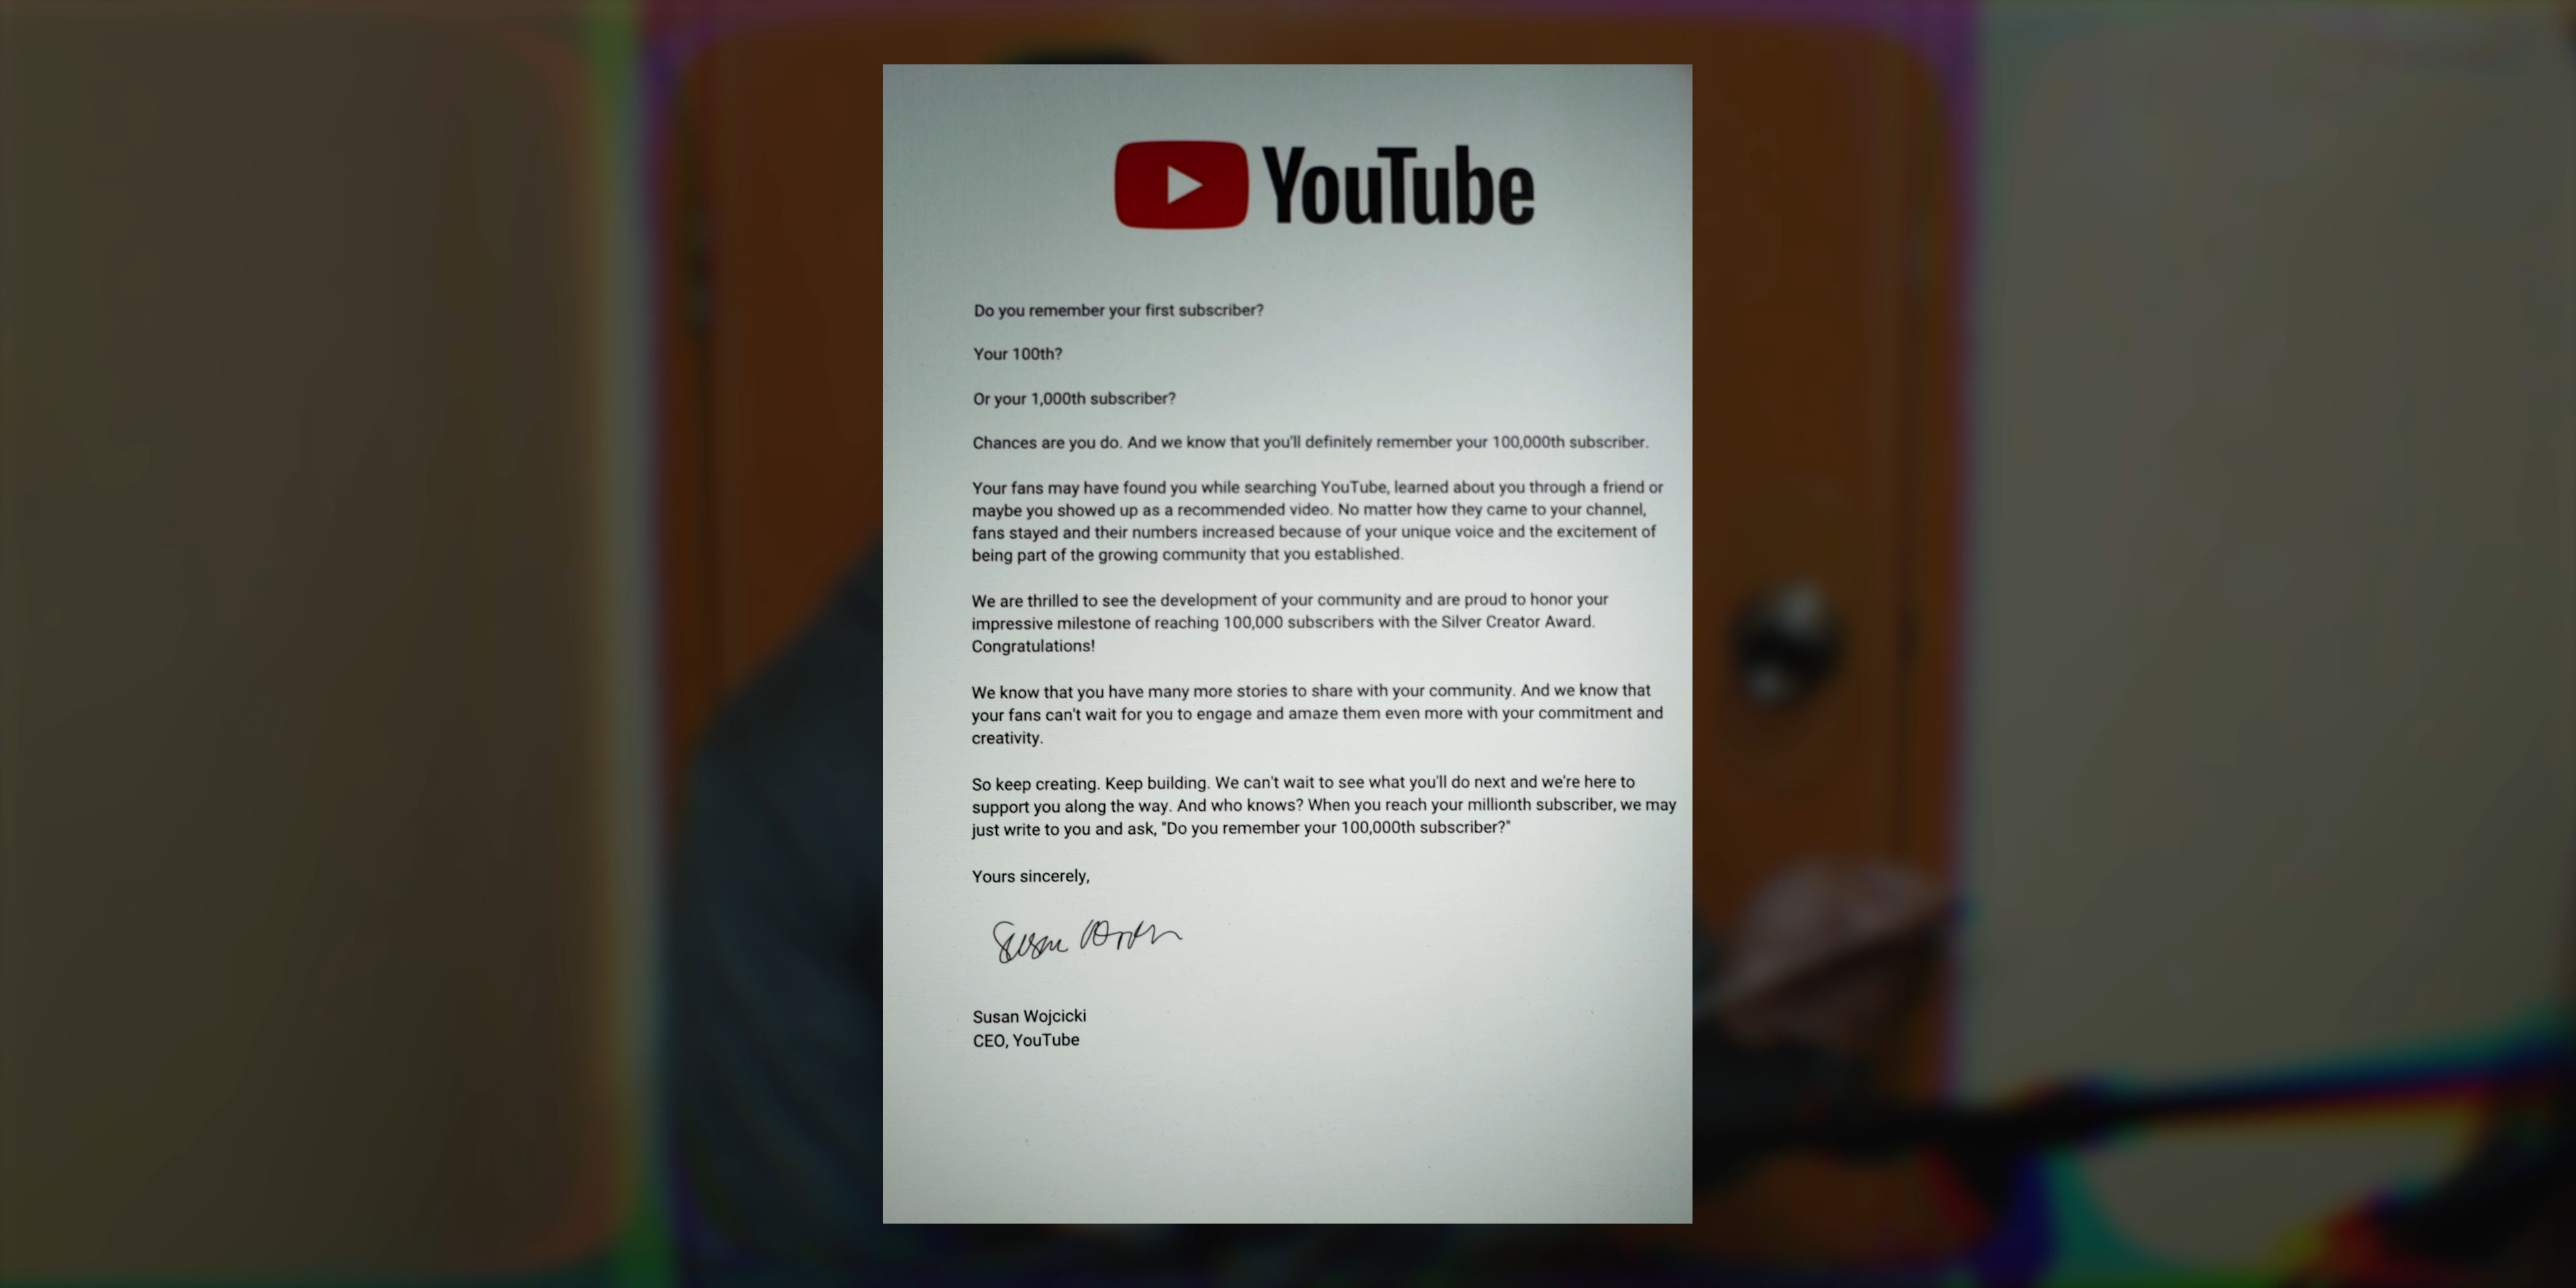 YouTube
Do you remember your first subscriber?
Your 100th?
Or your 1,000th subscriber?
Chances are you do. And we know that you'll definitely remember your 100,000th subscriber.
Your fans may have found you while searching YouTube, learned about you through a friend or
maybe you showed up as a recommended video. No matter how they came to your channel,
fans stayed and their numbers increased because of your unique voice and the excitement of
being part of the growing community that you established.
We are thrilled to see the development of your community and are proud to honor your
impressive milestone of reaching 100,000 subscribers with the Silver Creator Award.
Congratulations!
We know that you have many more stories to share with your community. And we know that
your fans can't wait for you to engage and amaze them even more with your commitment and
creativity.
So keep creating. Keep building. We can't wait to see what you'll do next and we're here to
support you along the way. And who knows? When you reach your millionth subscriber, we may
just write to you and ask, "Do you remember your 100,000th subscriber?"
Yours sincerely,
Susan Wojcicki
CEO, YouTube